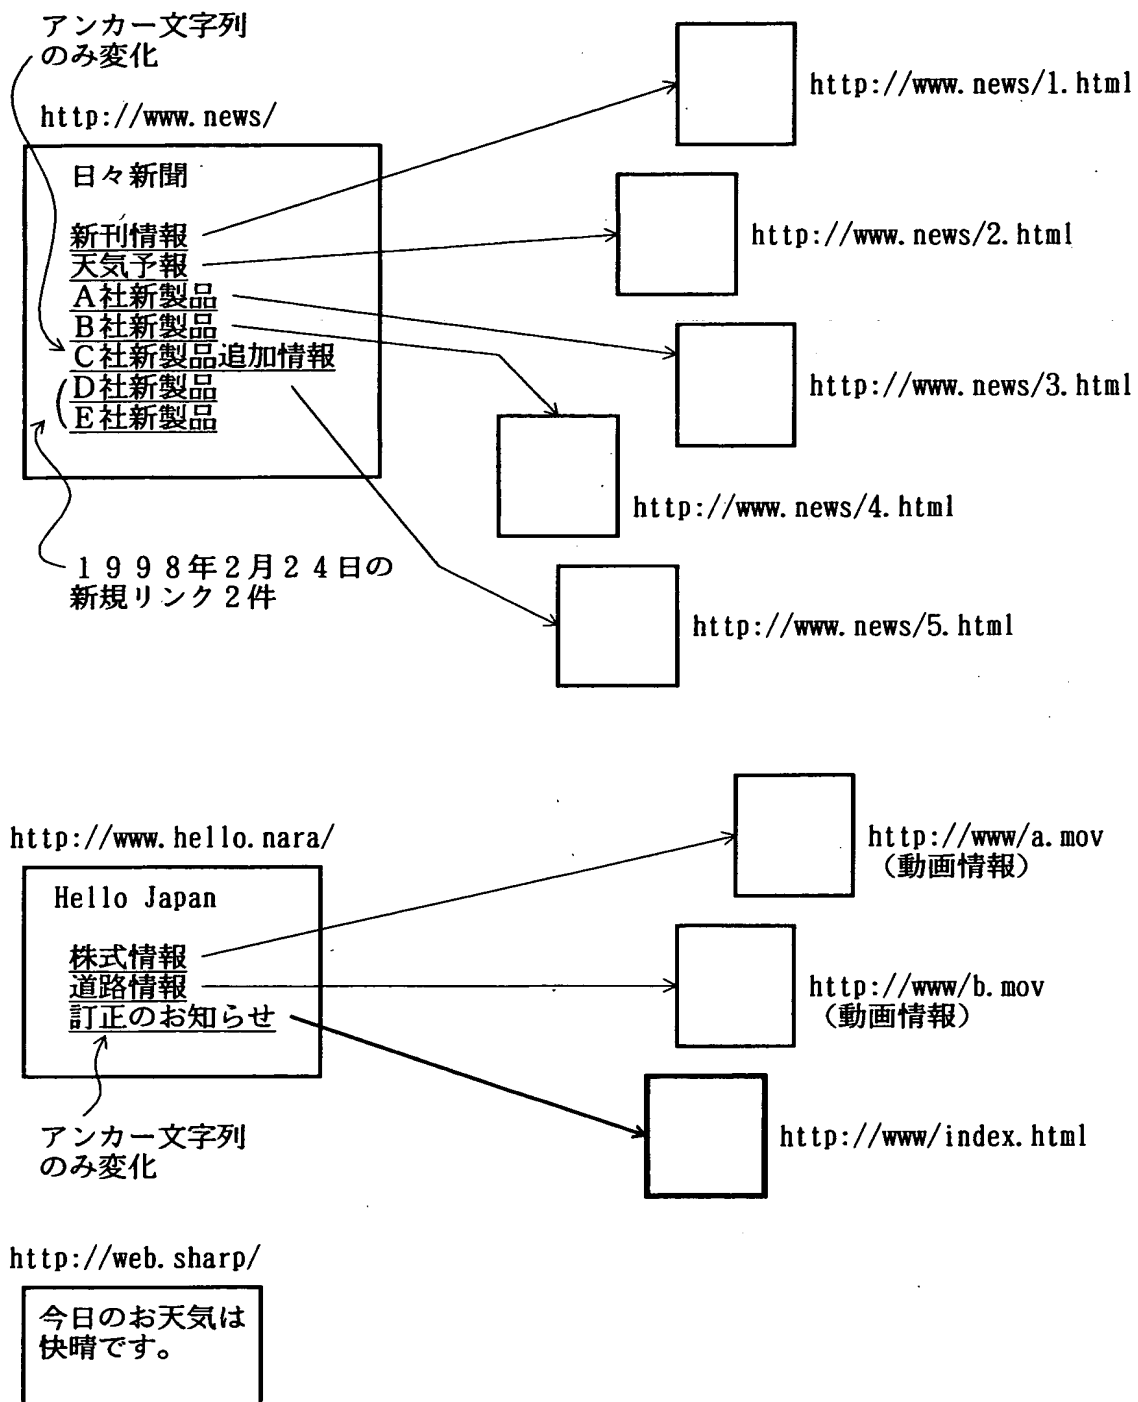 アンカー文字列
のみ変化
http://www.news/
日々新聞
新刊情報
天気予報
A社新製品
B社新製品
C社新製品追加情報
D社新製品
E社新製品
1998年2月24日の
新規リンク2件
http://www.news/1.html
http://www.news/2.html
http://www.news/3.html
http://www.news/4.html
http://www.news/5.html
http://www.hello.nara/
Hello Japan
株式情報
道路情報
訂正のお知らせ
アンカー文字列
のみ変化
http://www/a.mov
(動画情報)
http://www/b.mov
(動画情報)
http://www/index.html
http://web.sharp/
今日のお天気は
快晴です。